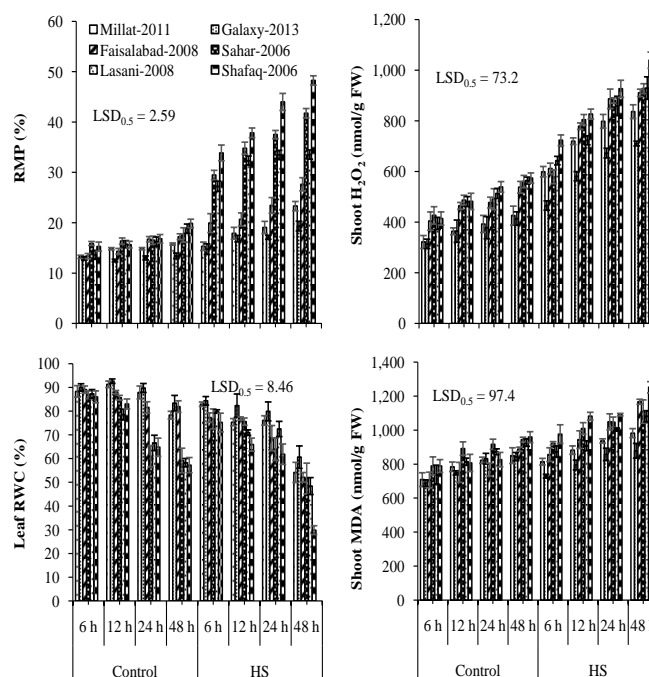 Millat-2011 Galaxy-2013
Faisalabad-2008 Sahar-2006
Lasani-2008 Shafaq-2006
LSD0.5 = 2.59
RMP (%)
60
50
40
30
20
10
0
LSD0.5 = 73.2
Shoot H2O2 (nmol/g FW)
1,200
1,000
800
600
400
200
0
LSD0.5 = 8.46
Leaf RWC (%)
100
90
80
70
60
50
40
30
20
10
0
6 h 12 h 24 h 48 h 6 h 12 h 24 h 48 h
Control HS
LSD0.5 = 97.4
Shoot MDA (nmol/g FW)
1,400
1,200
1,000
800
600
400
200
0
6 h 12 h 24 h 48 h 6 h 12 h 24 h 48
Control HS